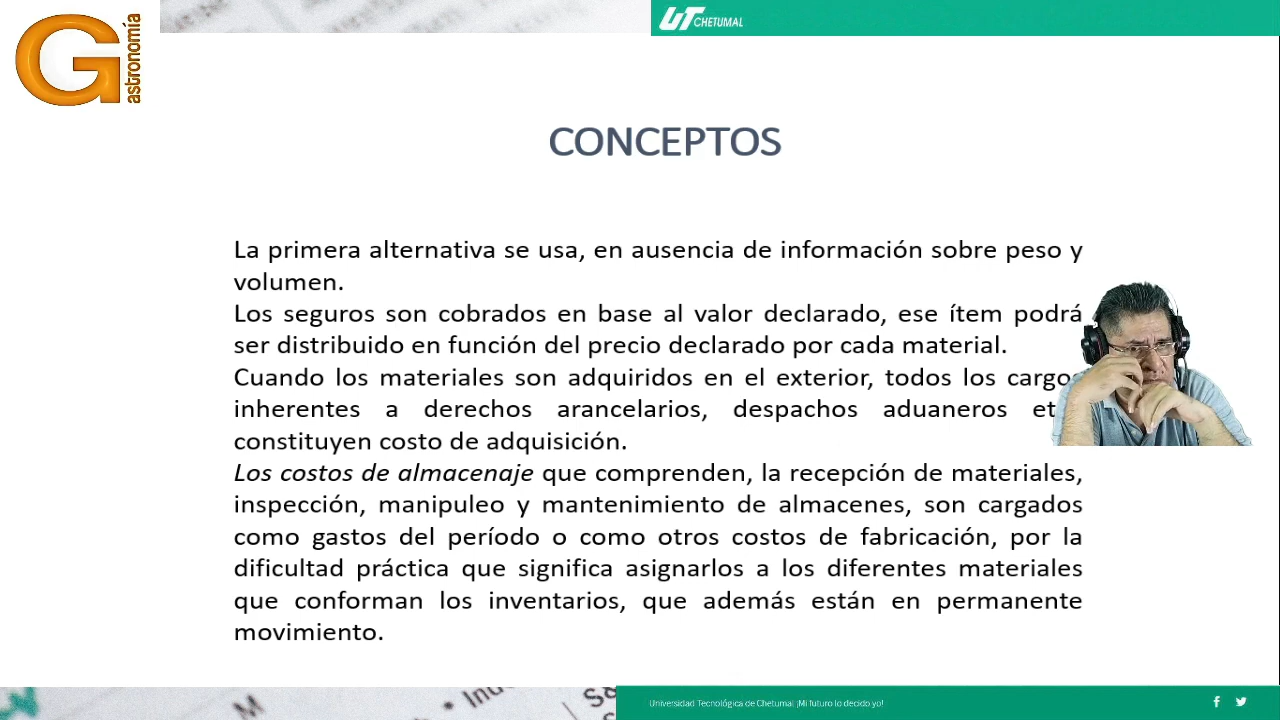 Gastronomía
UT CHETUMAL
CONCEPTOS
La primera alternativa se usa, en ausencia de información sobre peso y
volumen.
Los seguros son cobrados en base al valor declarado, ese ítem podrá
ser distribuido en función del precio declarado por cada material.
Cuando los materiales son adquiridos en el exterior, todos los
inherentes a derechos arancelarios, despachos aduaneros
constituyen costo de adquisición.
Los costos de almacenaje que comprenden, la recepción de materiales,
inspección, manipuleo y mantenimiento de almacenes, son cargados
como gastos del período o como otros costos de fabricación, por la
dificultad práctica que significa asignarlos a los diferentes materiales
que conforman los inventarios, que además están en permanente
movimiento.
Universidad Tecnológica de Chetumal ¡Mi futuro lo decido yo!